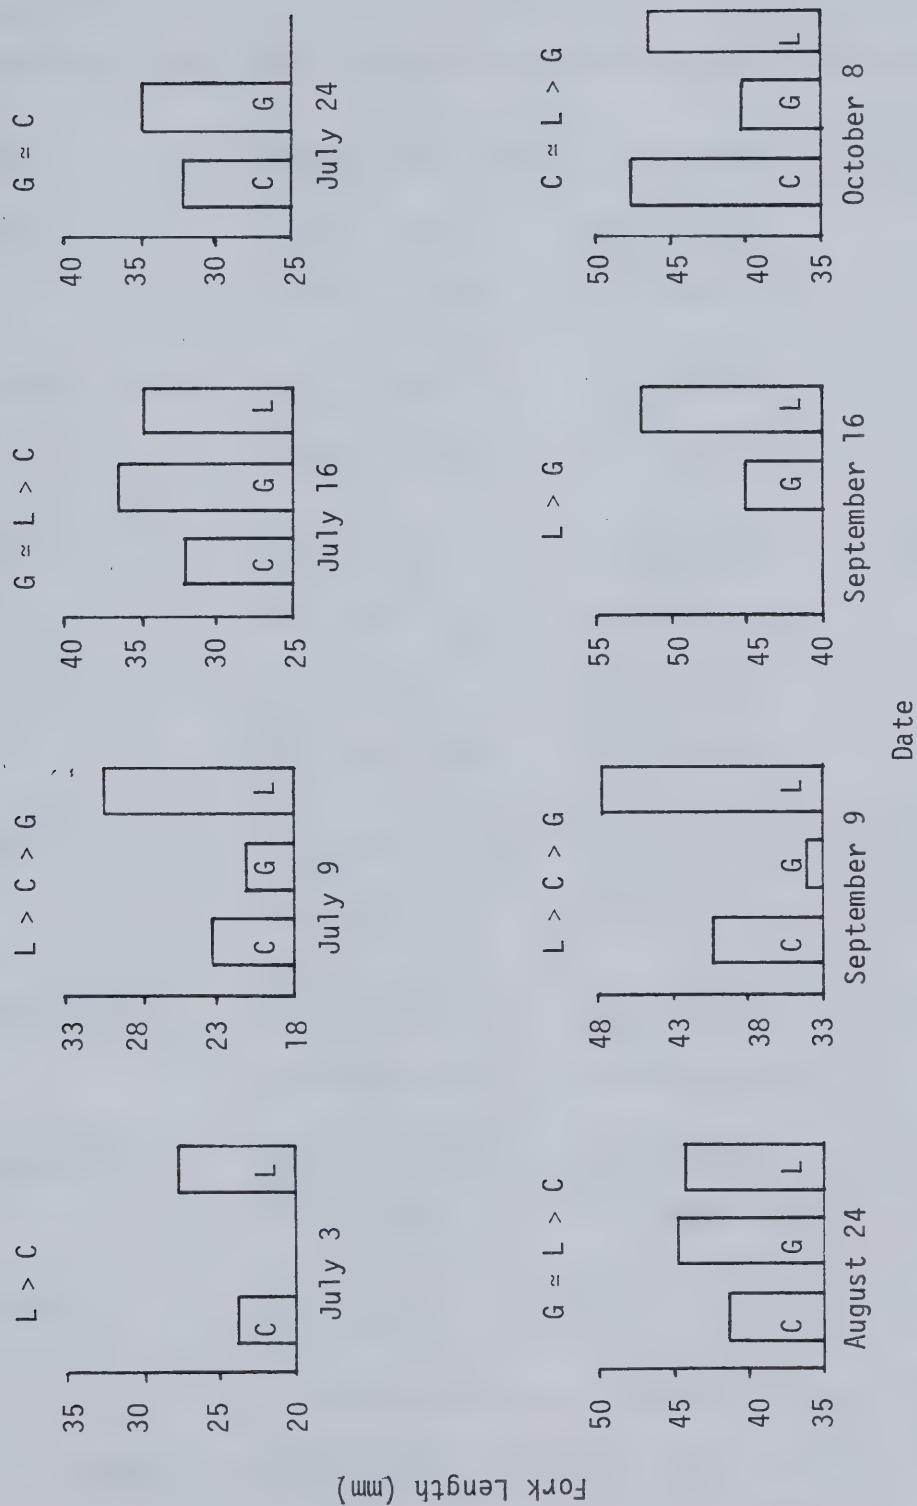 Fork Length (mm)
L > C
35
30
25
20
C
L
July 3
L > C > G
33
28
23
18
C
G
L
July 9
G ≈ L > C
40
35
30
25
C
G
L
July 16
G ≈ C
40
35
30
25
C
G
July 24
G ≈ L > C
50
45
40
35
C
G
L
August 24
L > C > G
48
43
38
33
C
G
L
September 9
L > G
55
50
45
40
G
L
September 16
C ≈ L > G
50
45
40
35
C
G
L
October 8
Date